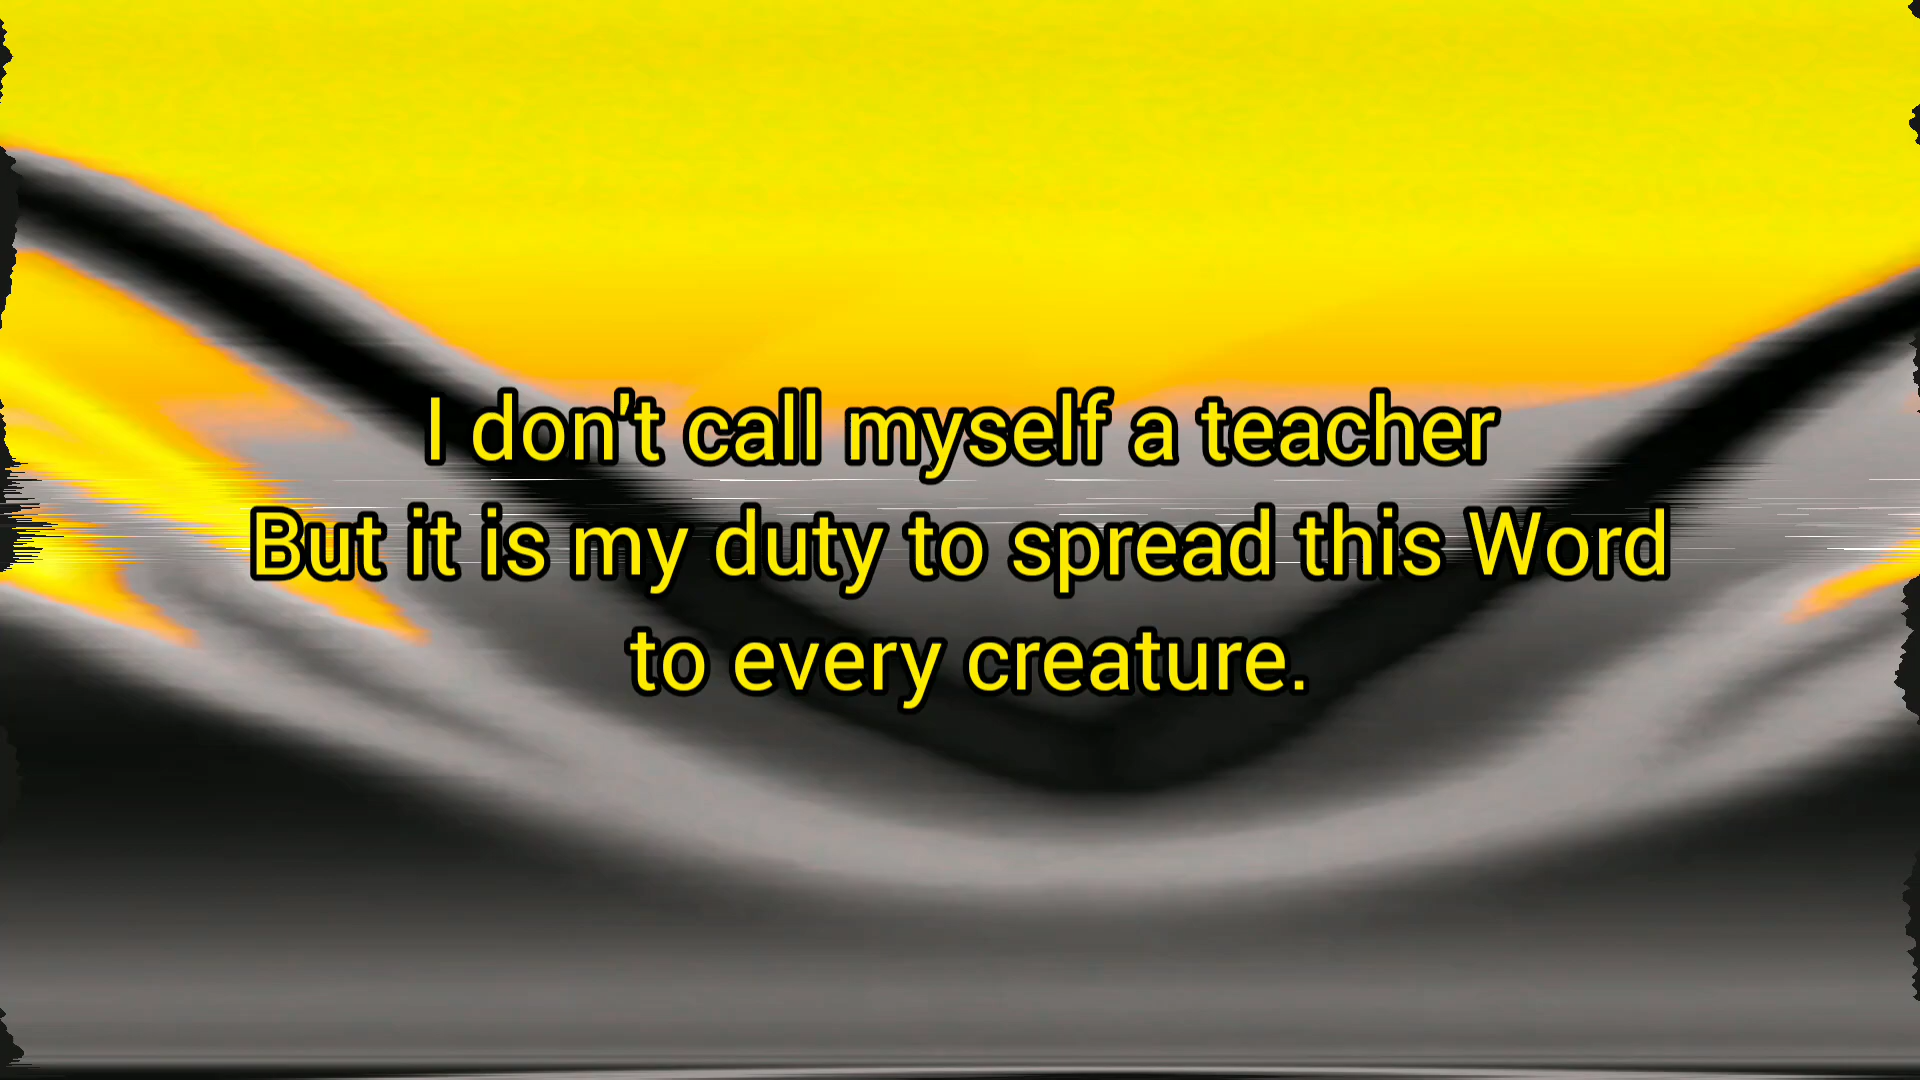 I don't call myself a teacher
But it is my duty to spread this Word
to every creature.